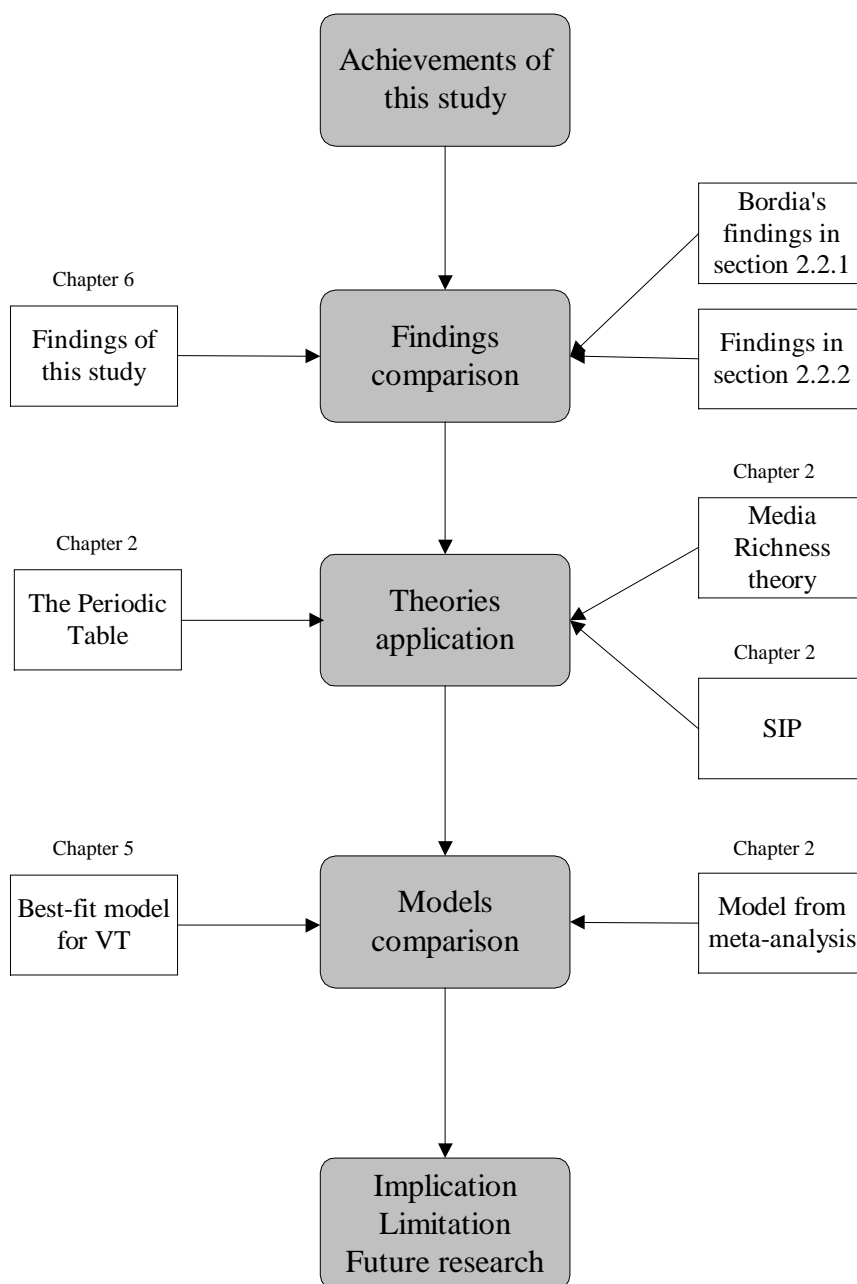 Achievements of
this study
Bordia's
findings in
section 2.2.1
Chapter 6
Findings of
this study
Findings
comparison
Findings in
section 2.2.2
Chapter 2
Media
Richness
theory
Chapter 2
The Periodic
Table
Theories
application
Chapter 2
SIP
Chapter 5
Best-fit model
for VT
Models
comparison
Chapter 2
Model from
meta-analysis
Implication
Limitation
Future research